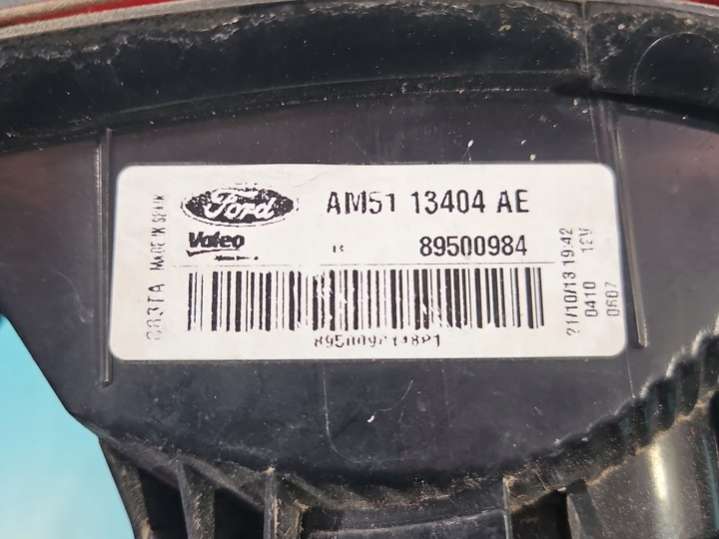 Ford
AM51 13404 AE
Valeo
89500984
MADE IN SPAIN
21/10/13 19:42
0410 12V
0607